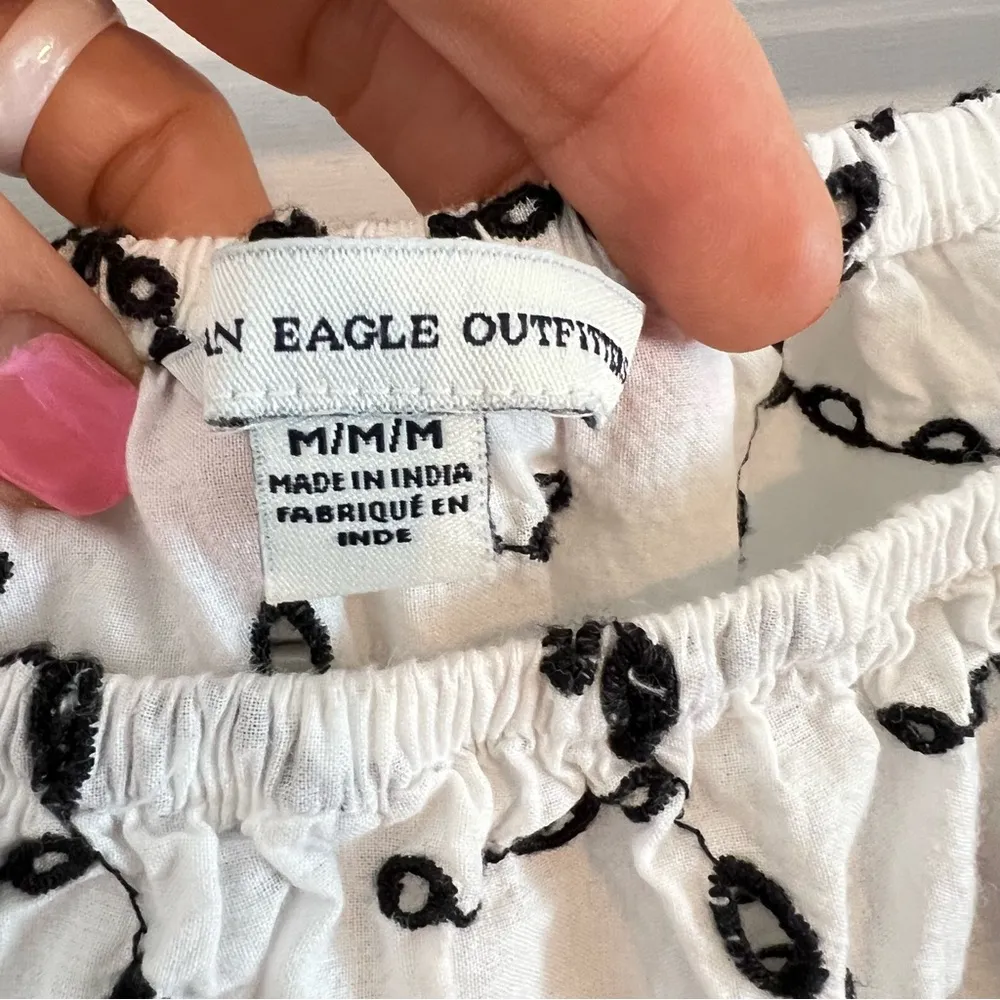 AN EAGLE OUTFITTERS
M/M/M
MADE IN INDIA
FABRIQUÉ EN
INDE